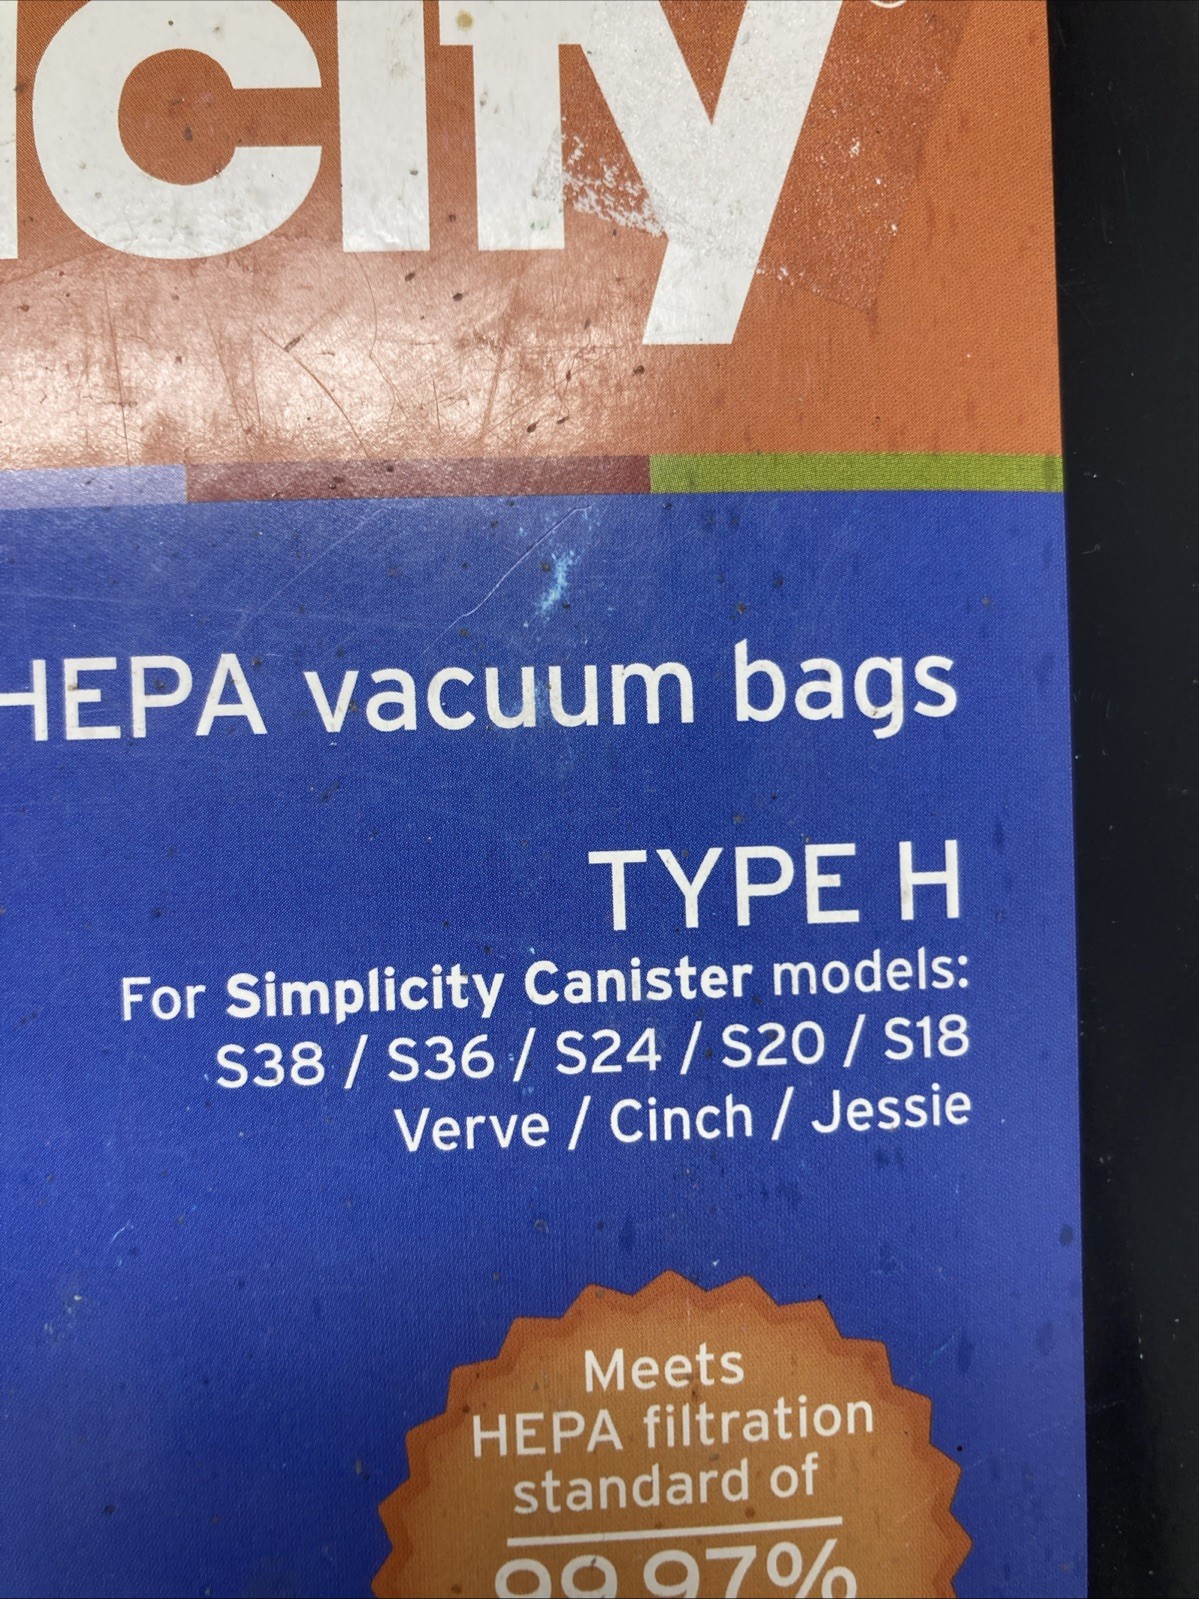 icity®
HEPA vacuum bags
TYPE H
For Simplicity Canister models:
S38 / S36 / S24 / S20 / S18
Verve / Cinch / Jessie
Meets
HEPA filtration
standard of
99.97%